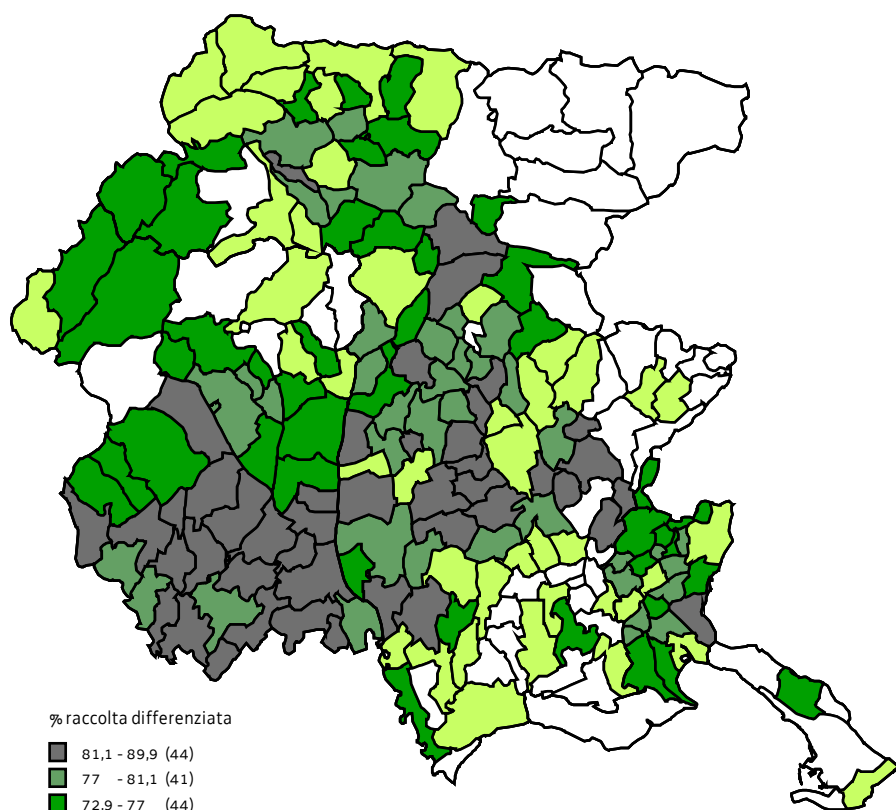 % raccolta differenziata
81,1 - 89,9 (44)
77 - 81,1 (41)
72,9 - 77 (44)